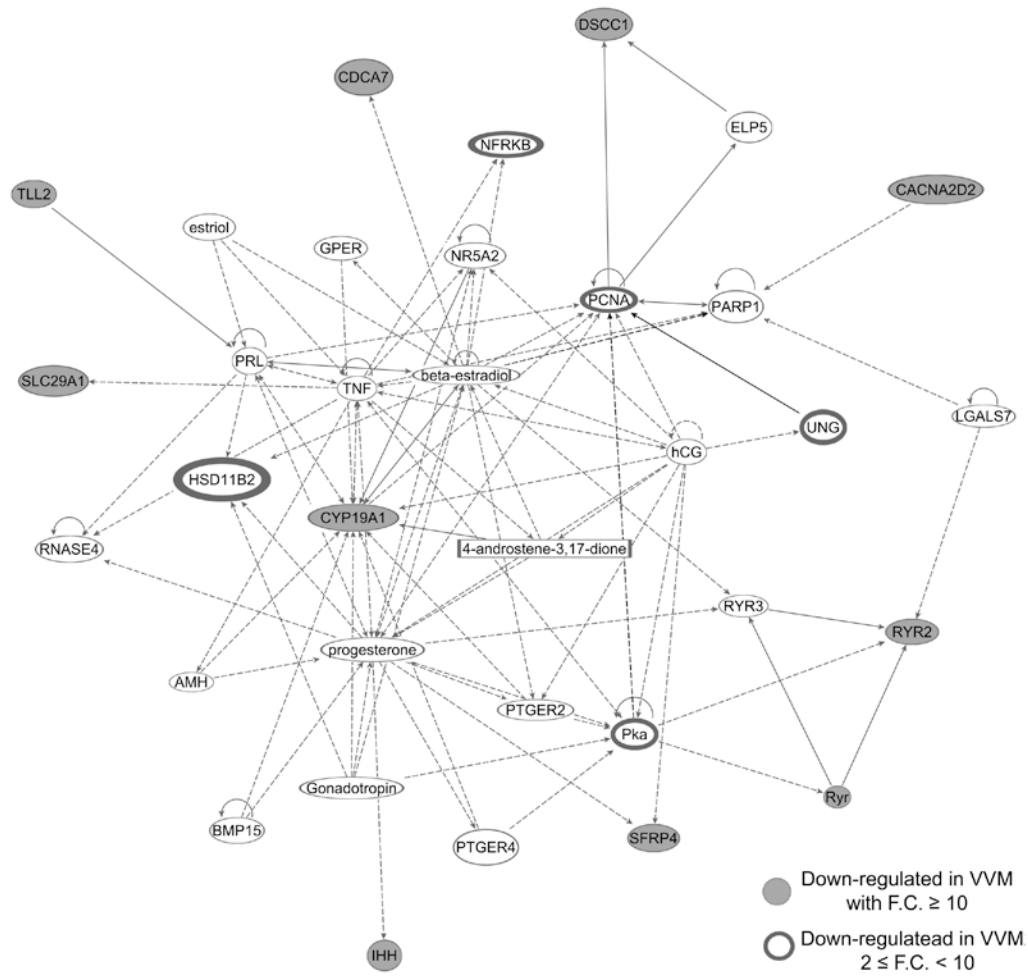 DSCC1
CDCA7
ELP5
NFRKB
TLL2
CACNA2D2
estriol
GPER
NR5A2
PCNA
PARP1
PRL
SLC29A1
TNF
beta-estradiol
LGALS7
UNG
hCG
HSD11B2
CYP19A1
RNASE4
4-androstene-3,17-dione
RYR3
RYR2
progesterone
AMH
PTGER2
Pka
Gonadotropin
Ryr
BMP15
PTGER4
SFRP4
Down-regulated in VVM
with F.C. ≥ 10
Down-regulatead in VVM
2 ≤ F.C. < 10
IHH